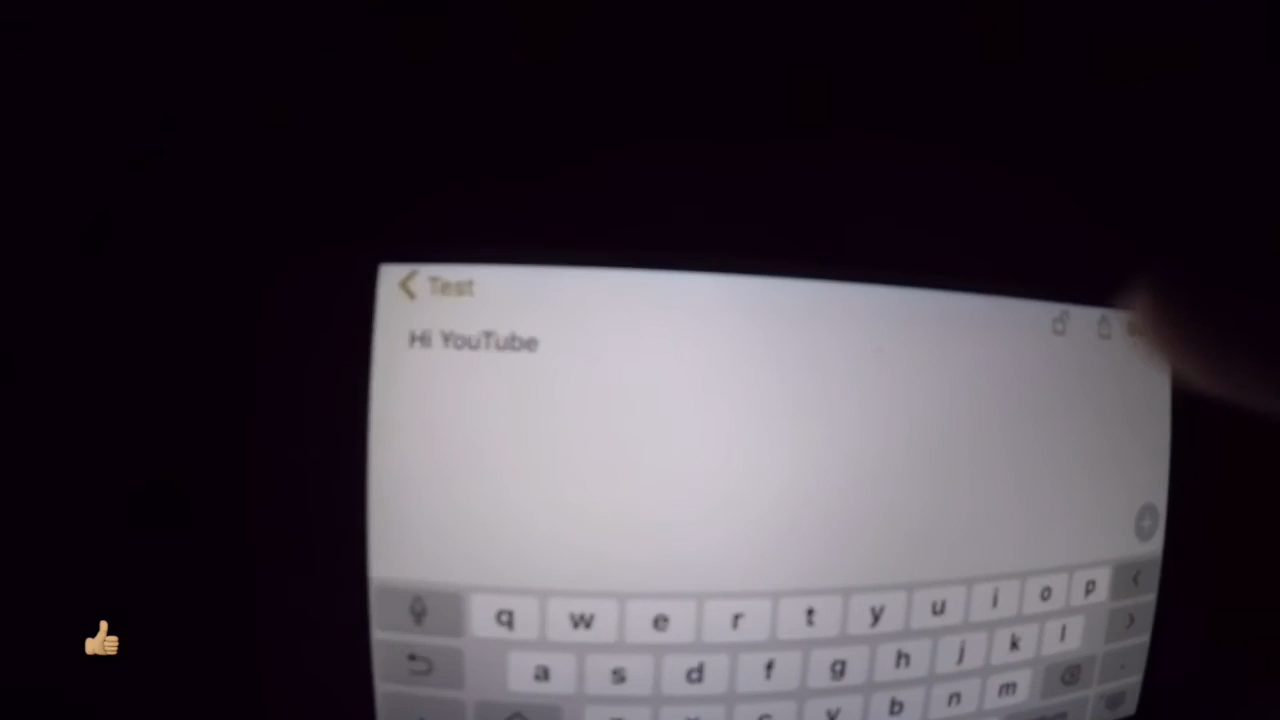 Test
Hi YouTube
q w e r t y u i o p
a s d f g h j k l
v b n m